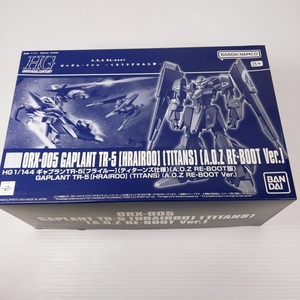 HG
UNIVERSAL CENTURY
A.O.Z RE-BOOT
BANDAI NAMCO
ORX-005 GAPLANT TR-5 [HRAIROO] (TITANS) (A.O.Z RE-BOOT Ver.)
HG 1/144 ギャプランTR-5[フライルー](ティターンズ仕様)(A.O.Z RE-BOOT版)
GAPLANT TR-5 [HRAIROO] (TITANS) (A.O.Z RE-BOOT Ver.)
BANDAI
ORX-005
GAPLANT TR-5 [HRAIROO] (TITANS)
(A.O.Z RE-BOOT Ver.)